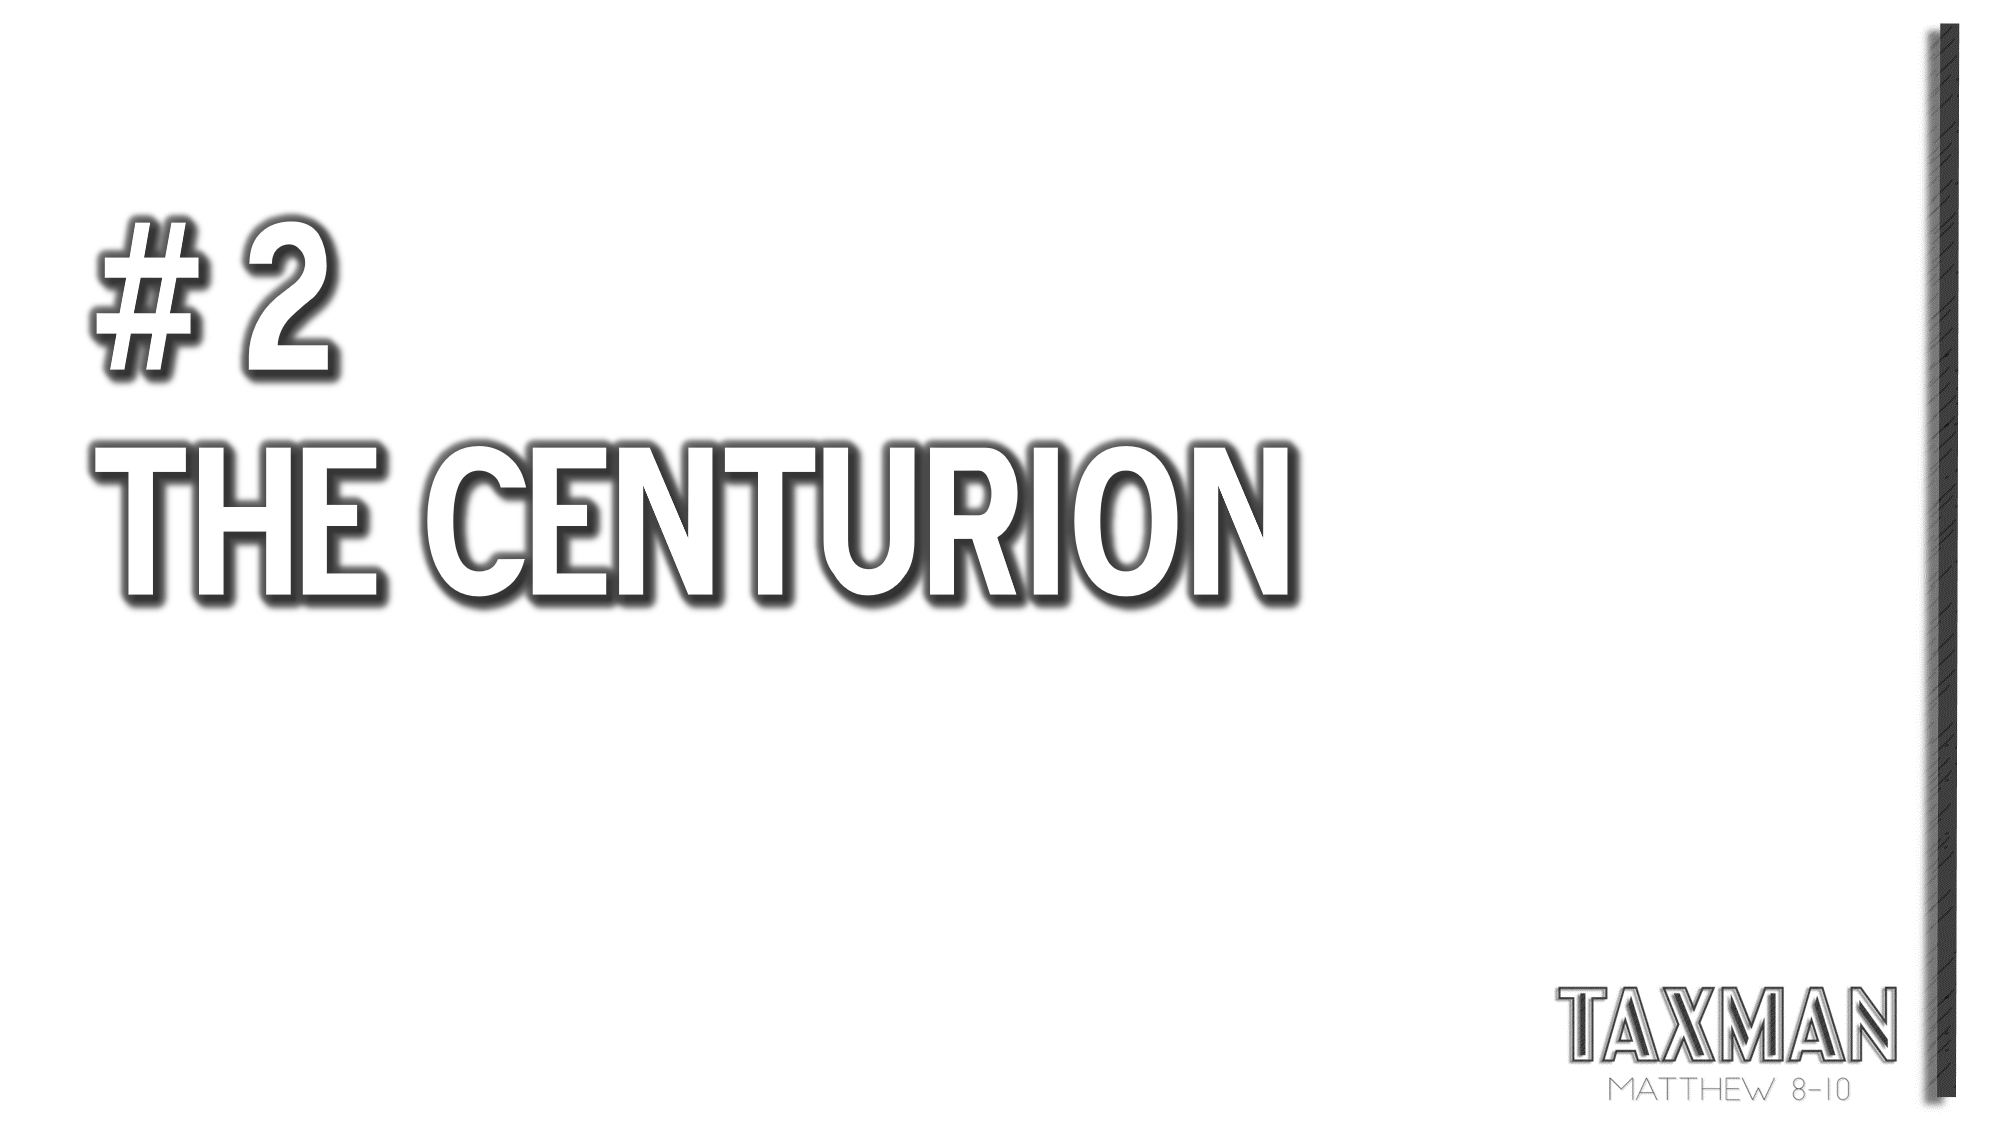 # 2
THE CENTURION
TAXMAN
MATTHEW 8-10